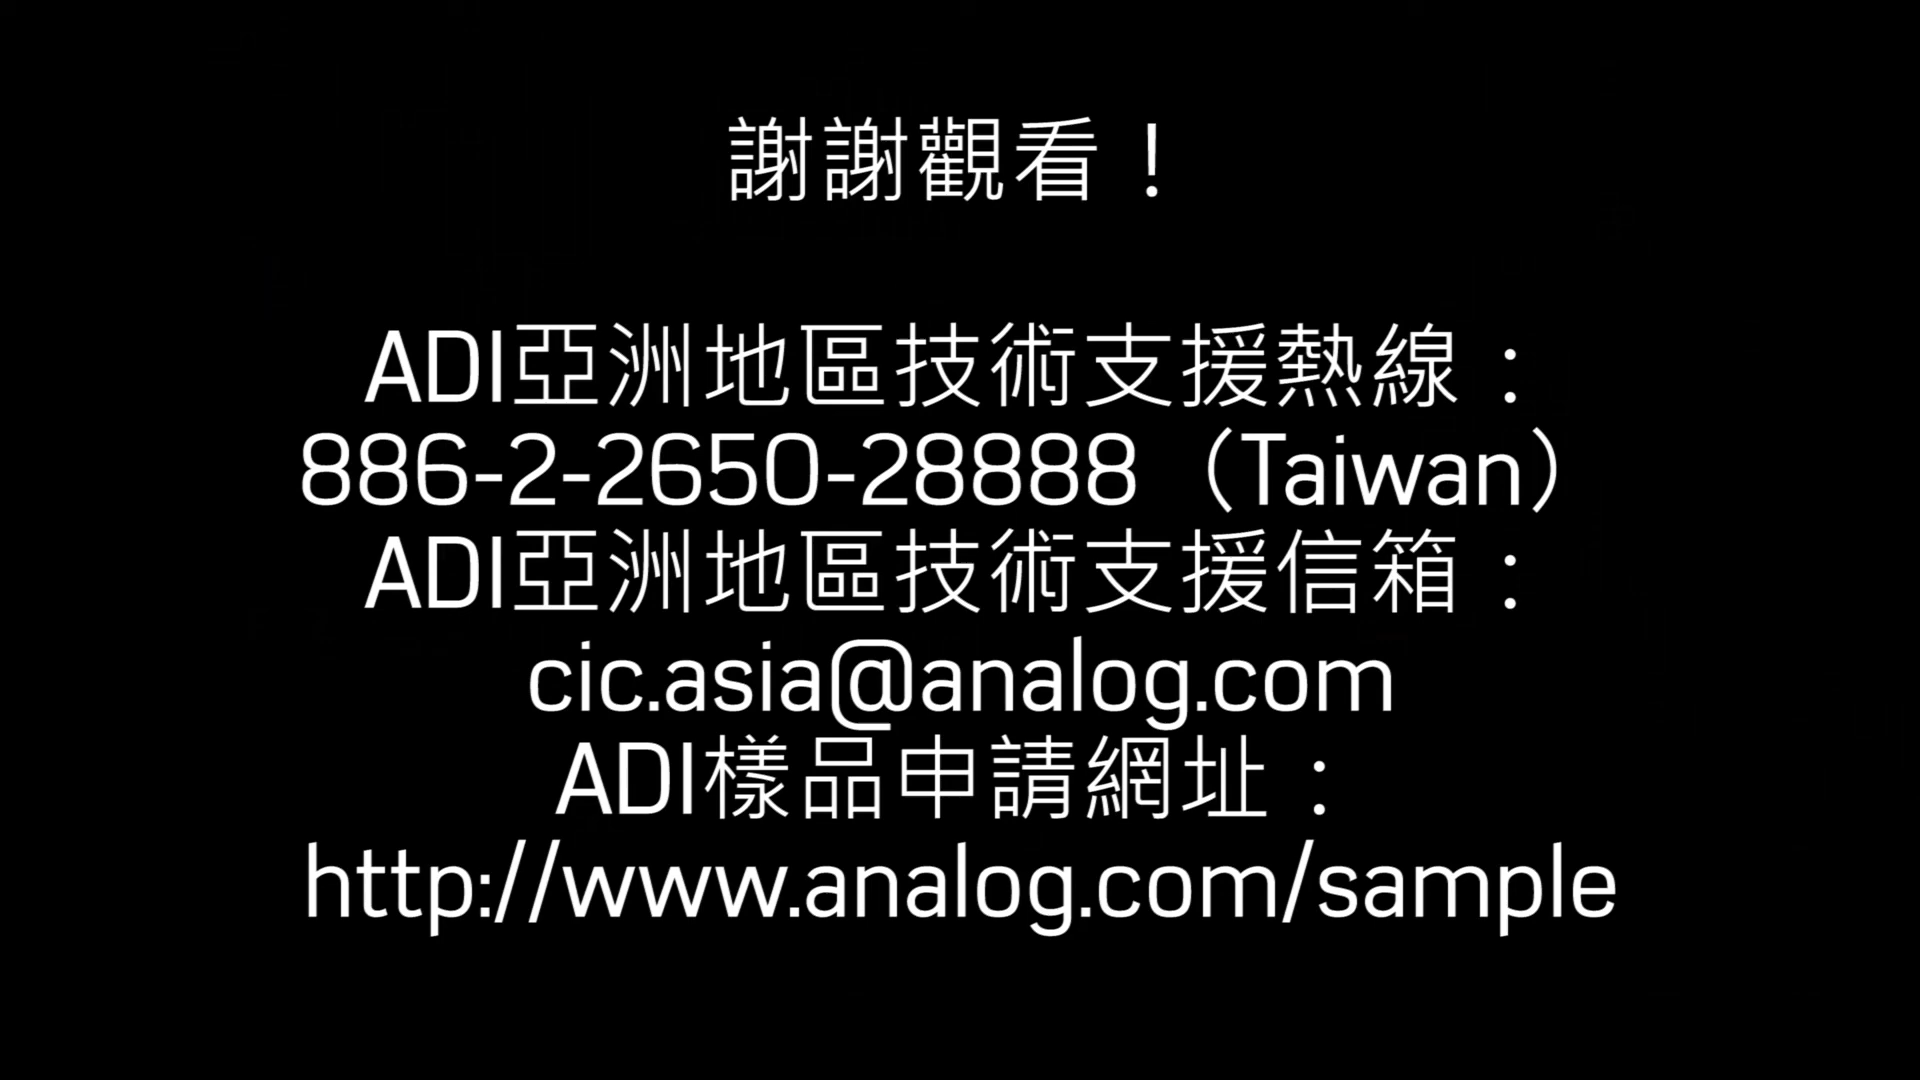 謝謝觀看！
ADI亞洲地區技術支援熱線：
886-2-2650-28888（Taiwan）
ADI亞洲地區技術支援信箱：
cic.asia@analog.com
ADI樣品申請網址：
http://www.analog.com/sample